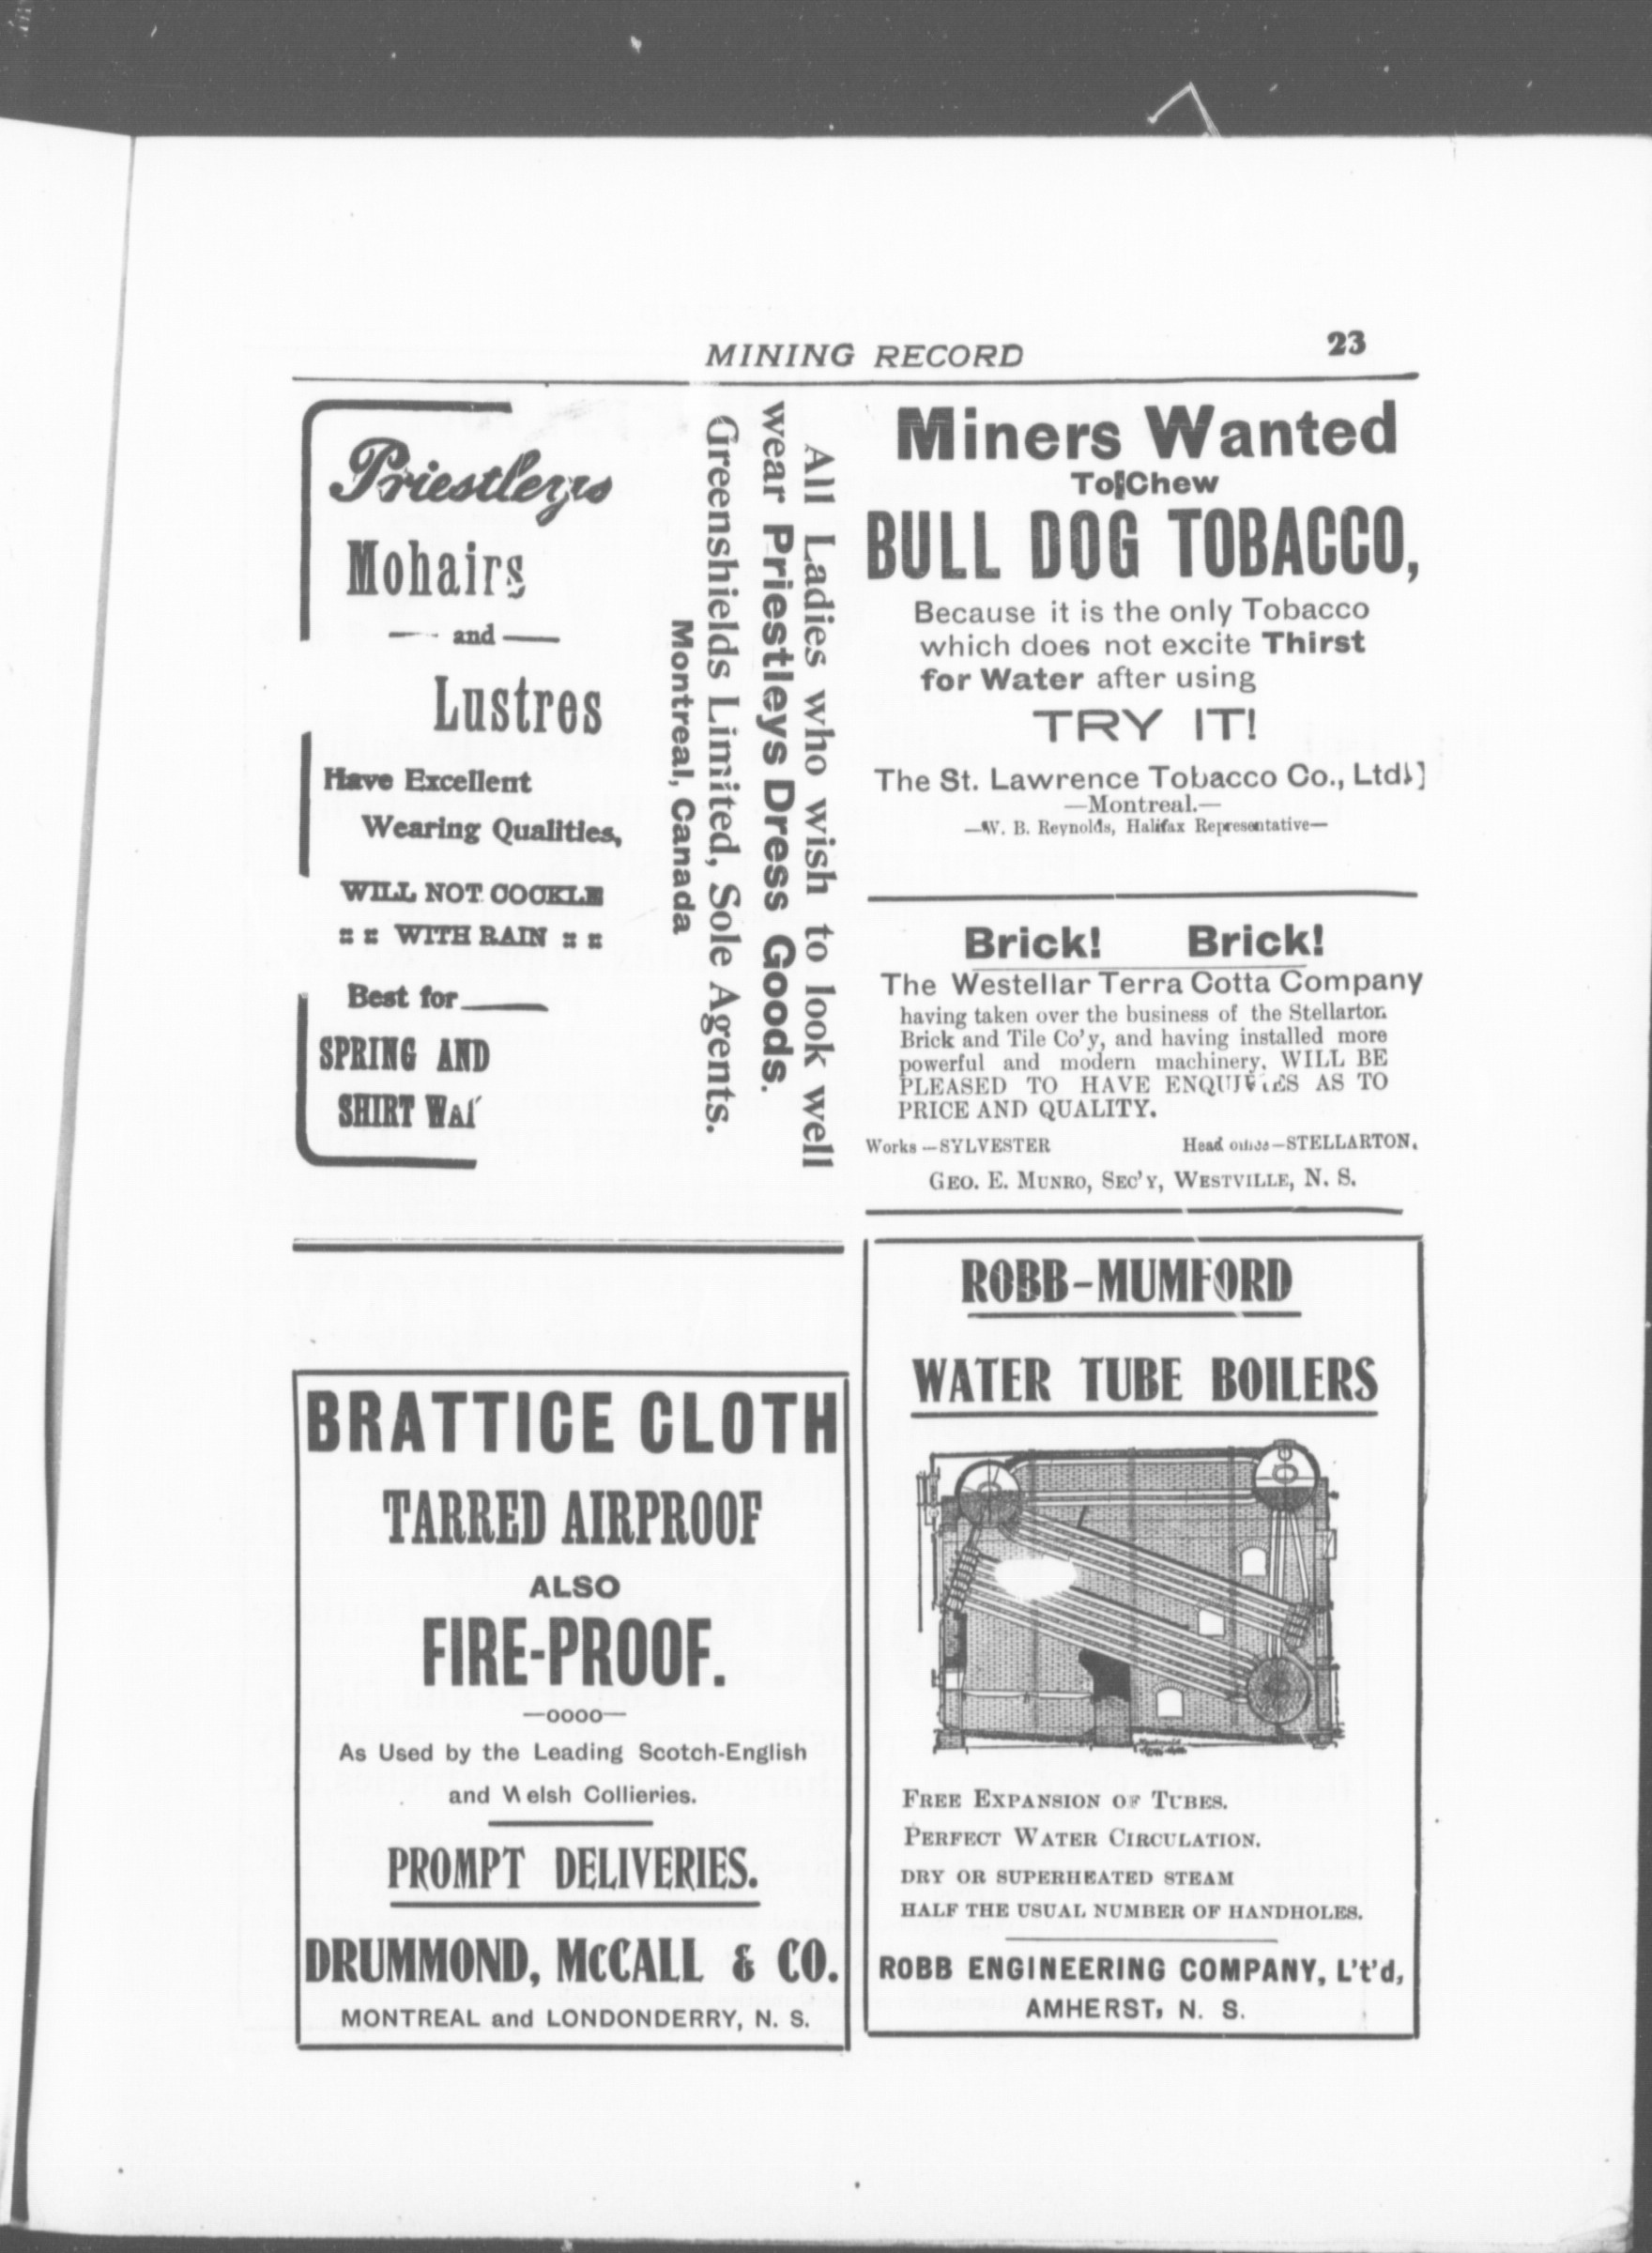 MINING RECORD 23
Priestleys
Mohairs
— and —
Lustres
Have Excellent
Wearing Qualities,
WILL NOT COCKLE
:: :: WITH RAIN :: ::
Best for
SPRING AND
SHIRT
All Ladies who wish to look well
wear Priestleys Dress Goods.
Greenshields Limited, Sole Agents.
Montreal, Canada
Miners Wanted
To Chew
BULL DOG TOBACCO,
Because it is the only Tobacco
which does not excite Thirst
for Water after using
TRY IT!
The St. Lawrence Tobacco Co., Ltd.]
—Montreal.—
—W. B. Reynolds, Halifax Representative—
Brick! Brick!
The Westellar Terra Cotta Company
having taken over the business of the Stellarton
Brick and Tile Co'y, and having installed more
powerful and modern machinery, WILL BE
PLEASED TO HAVE ENQUIRIES AS TO
PRICE AND QUALITY.
Works—SYLVESTER Head office—STELLARTON.
GEO. E. MUNRO, SEC'Y, WESTVILLE, N. S.
BRATTICE CLOTH
TARRED AIRPROOF
ALSO
FIRE-PROOF.
—oooo—
As Used by the Leading Scotch-English
and Welsh Collieries.
PROMPT DELIVERIES.
DRUMMOND, McCALL & CO.
MONTREAL and LONDONDERRY, N. S.
ROBB-MUMFORD
WATER TUBE BOILERS
FREE EXPANSION OF TUBES.
PERFECT WATER CIRCULATION.
DRY OR SUPERHEATED STEAM
HALF THE USUAL NUMBER OF HANDHOLES.
ROBB ENGINEERING COMPANY, L't'd,
AMHERST, N. S.